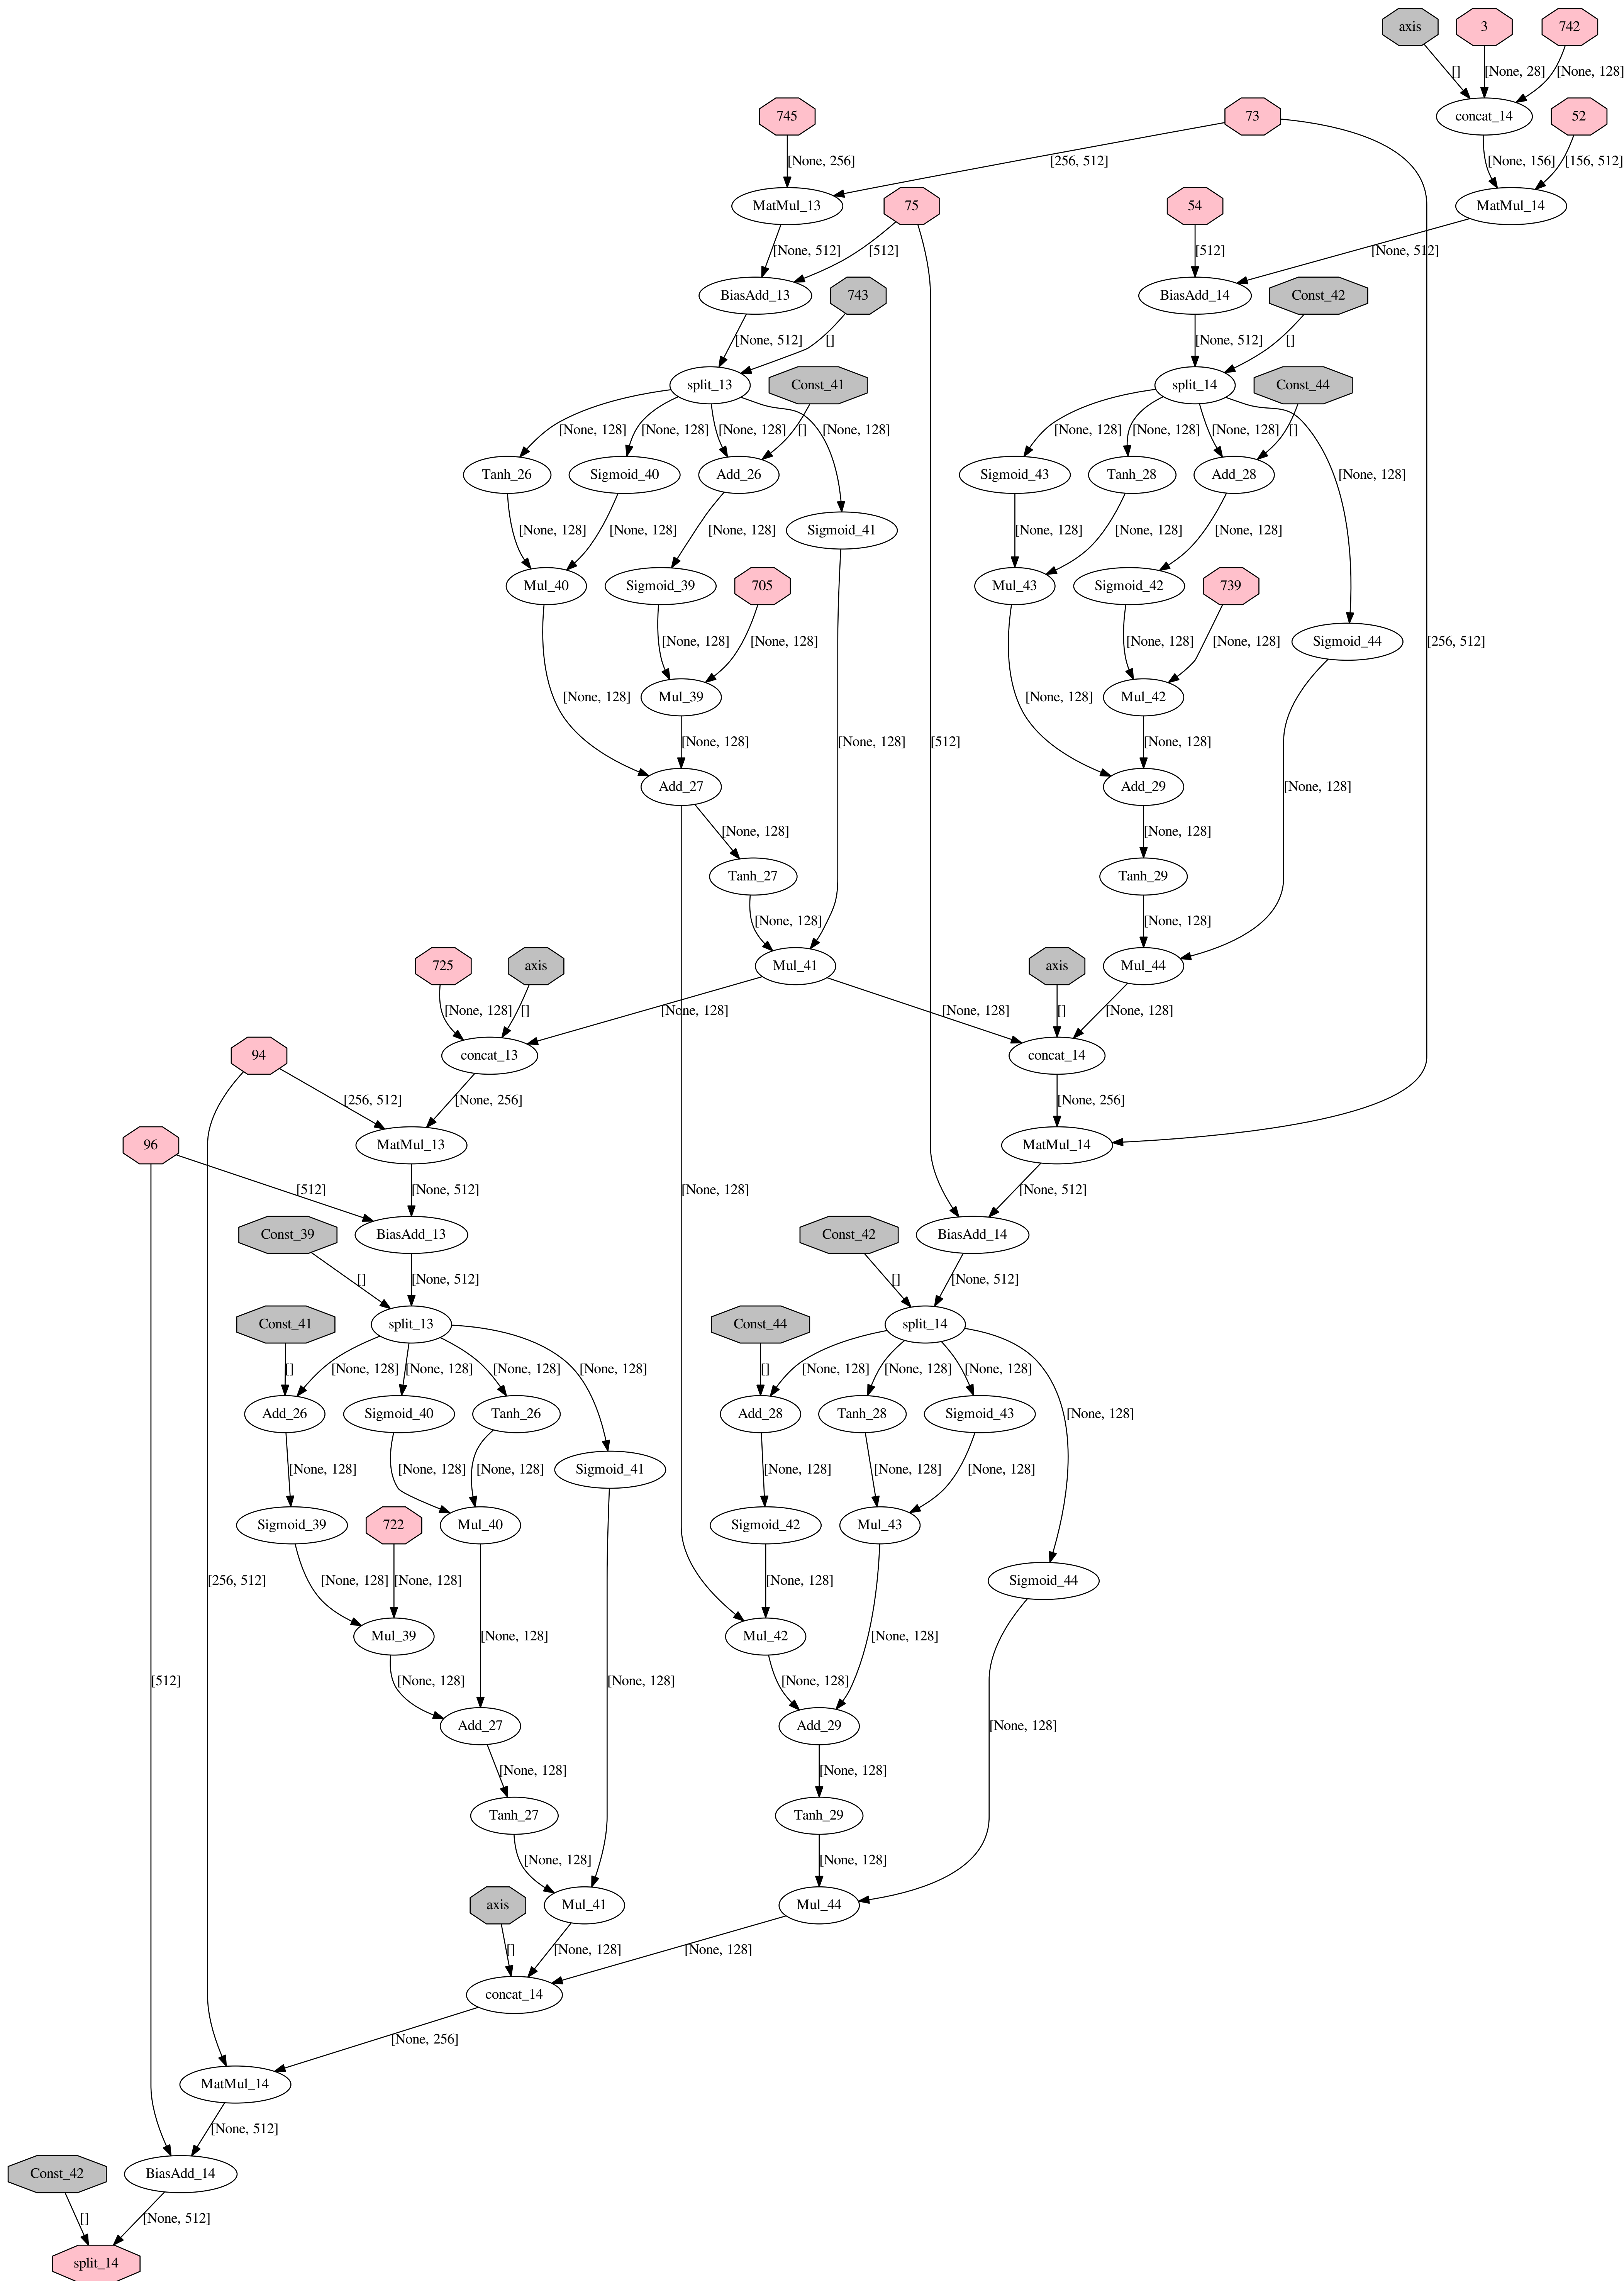 axis 3 742
[] [None, 28] [None, 128]
745 73 concat_14 52
[None, 256] [256, 512] [None, 156] [156, 512]
MatMul_13 75 54 MatMul_14
[None, 512] [512] [512] [None, 512]
BiasAdd_13 743 BiasAdd_14 Const_42
[None, 512] [] [None, 512] []
split_13 Const_41 split_14 Const_44
[None, 128] [None, 128] [None, 128] [] [None, 128] [None, 128] [None, 128] [None, 128] []
Tanh_26 Sigmoid_40 Add_26 Sigmoid_43 Tanh_28 Add_28 [None, 128]
[None, 128] [None, 128] [None, 128] Sigmoid_41 [None, 128] [None, 128] [None, 128]
Mul_40 Sigmoid_39 705 Mul_43 Sigmoid_42 739
[None, 128] [None, 128] [None, 128] [None, 128] Sigmoid_44 [256, 512]
[None, 128] Mul_39 [None, 128] Mul_42
[None, 128] [None, 128] [512] [None, 128]
Add_27 Add_29 [None, 128]
[None, 128] [None, 128]
Tanh_27 Tanh_29
[None, 128] [None, 128]
725 axis Mul_41 axis Mul_44
[None, 128] [] [None, 128] [None, 128] [] [None, 128]
94 concat_13 concat_14
[256, 512] [None, 256] [None, 256]
96 MatMul_13 MatMul_14
[512] [None, 512] [None, 128] [None, 512]
Const_39 BiasAdd_13 Const_42 BiasAdd_14
[] [None, 512] [] [None, 512]
Const_41 split_13 Const_44 split_14
[] [None, 128] [None, 128] [None, 128] [None, 128] [] [None, 128] [None, 128] [None, 128]
Add_26 Sigmoid_40 Tanh_26 Add_28 Tanh_28 Sigmoid_43 [None, 128]
[None, 128] [None, 128] [None, 128] Sigmoid_41 [None, 128] [None, 128] [None, 128]
Sigmoid_39 722 Mul_40 Sigmoid_42 Mul_43
[256, 512] [None, 128] [None, 128] [None, 128] Sigmoid_44
Mul_39 [None, 128] Mul_42 [None, 128]
[512] [None, 128] [None, 128] [None, 128]
Add_27 Add_29 [None, 128]
[None, 128] [None, 128]
Tanh_27 Tanh_29
[None, 128] [None, 128]
axis Mul_41 Mul_44
[] [None, 128] [None, 128]
concat_14
[None, 256]
MatMul_14
[None, 512]
Const_42 BiasAdd_14
[] [None, 512]
split_14